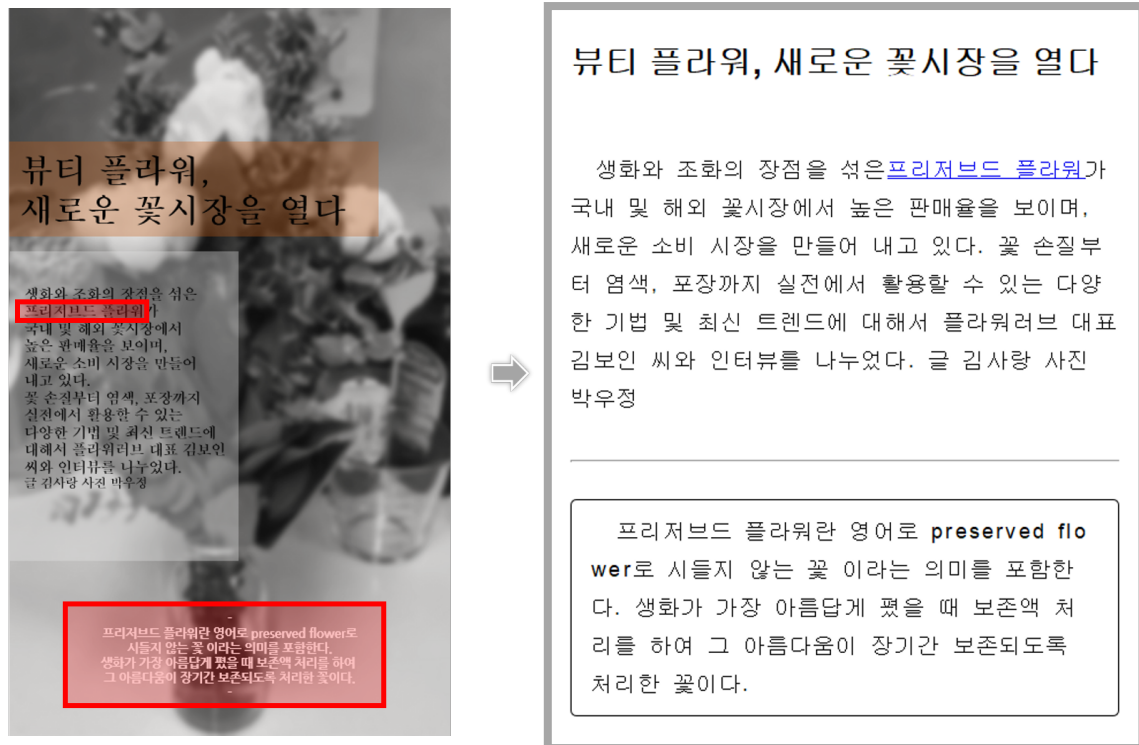 뷰티 플라워,
새로운 꽃시장을 열다
생화와 조화의 장점을 섞은
프리저브드 플라워가
국내 및 해외 꽃시장에서
높은 판매율을 보이며,
새로운 소비 시장을 만들어
내고 있다.
꽃 손질부터 염색, 포장까지
실전에서 활용할 수 있는
다양한 기법 및 최신 트랜드에
대해서 플라워러브 대표 김보인
씨와 인터뷰를 나누었다.
글 김사랑 사진 박우정
-
프리저브드 플라워란 영어로 preserved flower로
시들지 않는 꽃 이라는 의미를 포함한다.
생화가 가장 아름답게 폈을 때 보존액 처리를 하여
그 아름다움이 장기간 보존되도록 처리한 꽃이다.
-
뷰티 플라워, 새로운 꽃시장을 열다
생화와 조화의 장점을 섞은프리저브드 플라워가
국내 및 해외 꽃시장에서 높은 판매율을 보이며,
새로운 소비 시장을 만들어 내고 있다. 꽃 손질부
터 염색, 포장까지 실전에서 활용할 수 있는 다양
한 기법 및 최신 트렌드에 대해서 플라워러브 대표
김보인 씨와 인터뷰를 나누었다. 글 김사랑 사진
박우정
프리저브드 플라워란 영어로 preserved flo
wer로 시들지 않는 꽃 이라는 의미를 포함한
다. 생화가 가장 아름답게 폈을 때 보존액 처
리를 하여 그 아름다움이 장기간 보존되도록
처리한 꽃이다.